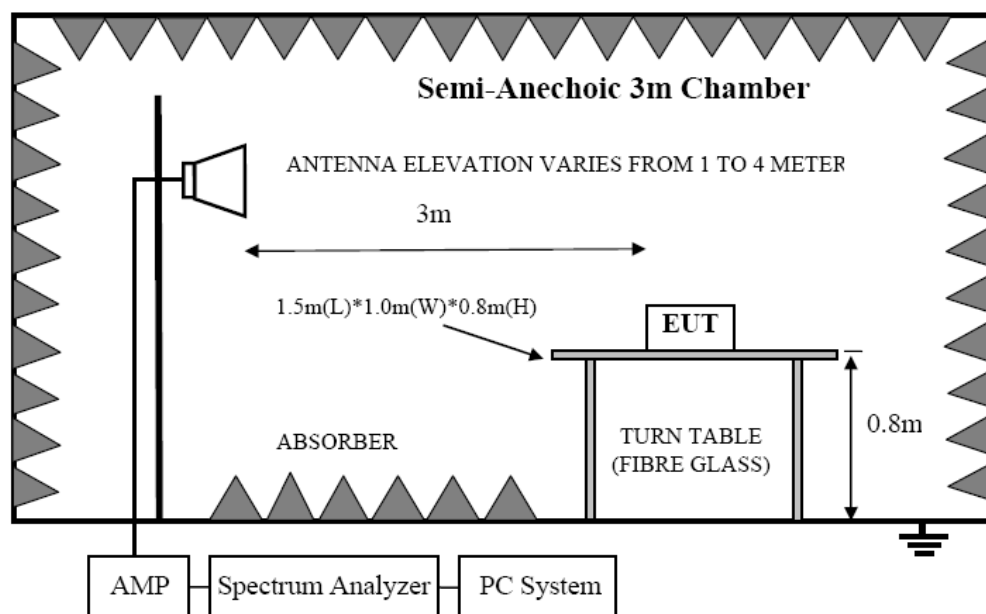 Semi-Anechoic 3m Chamber
ANTENNA ELEVATION VARIES FROM 1 TO 4 METER
3m
1.5m(L)*1.0m(W)*0.8m(H)
EUT
0.8m
ABSORBER
TURN TABLE
(FIBRE GLASS)
AMP
Spectrum Analyzer
PC System